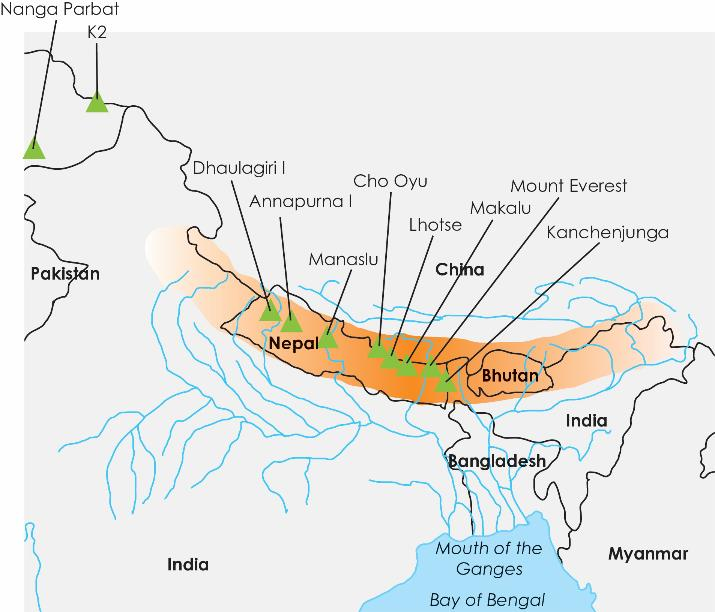 Nanga Parbat
K2
Dhaulagiri I
Cho Oyu
Mount Everest
Annapurna I
Makalu
Lhotse
Kanchenjunga
Manaslu
China
Pakistan
Nepal
Bhutan
India
Bangladesh
Mouth of the
Ganges
Myanmar
India
Bay of Bengal